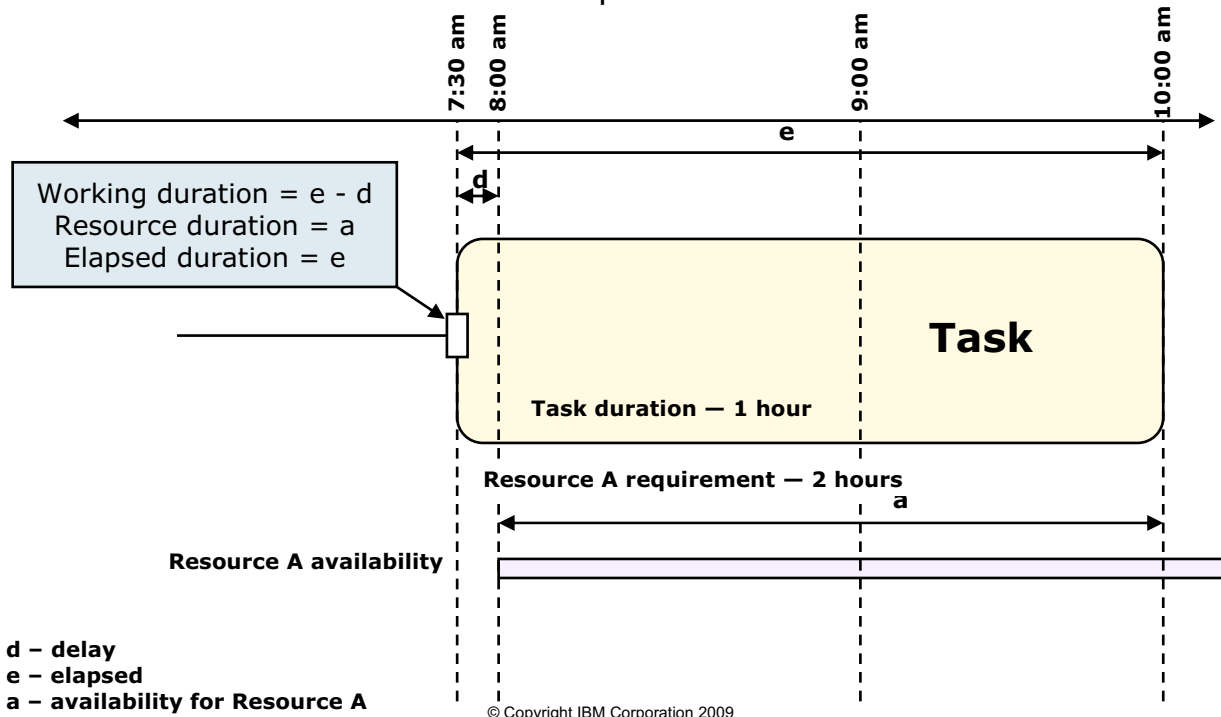 7:30 am
8:00 am
9:00 am
10:00 am
e
d
Working duration = e - d
Resource duration = a
Elapsed duration = e
Task
Task duration — 1 hour
Resource A requirement — 2 hours
a
Resource A availability
d – delay
e – elapsed
a – availability for Resource A
© Copyright IBM Corporation 2009